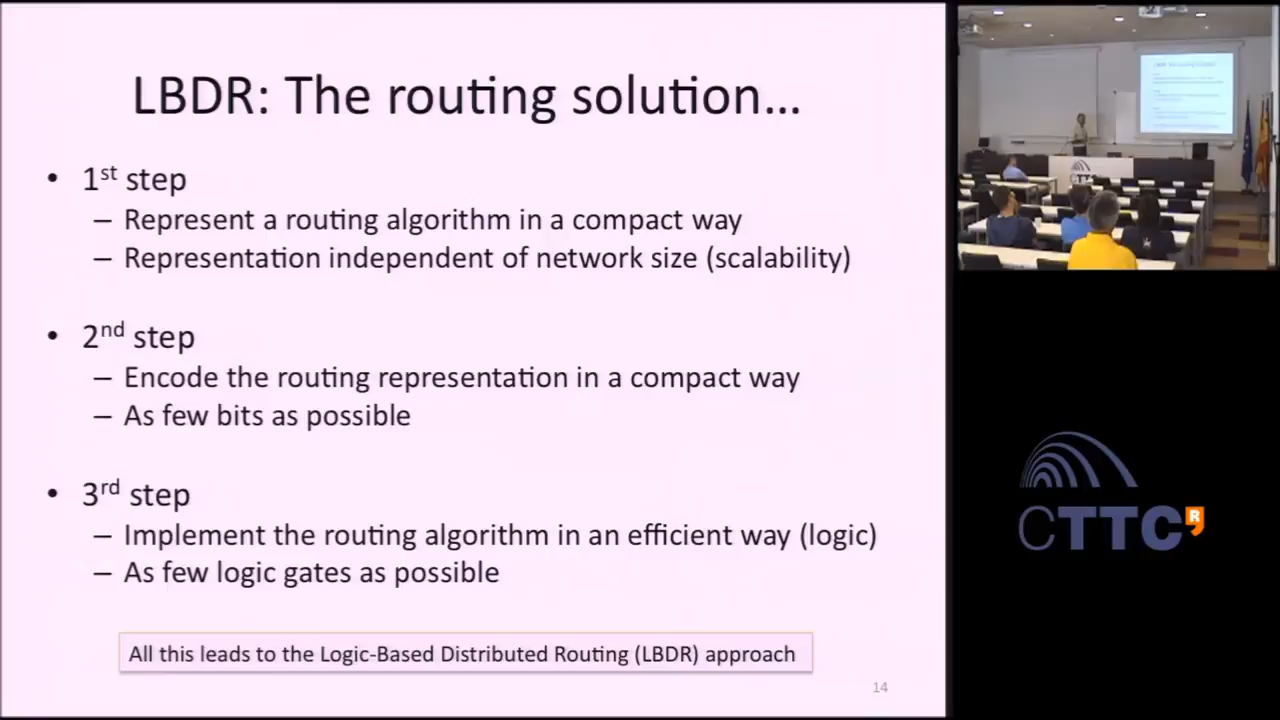 LBDR: The routing solution...
• 1st step
– Represent a routing algorithm in a compact way
– Representation independent of network size (scalability)
• 2nd step
– Encode the routing representation in a compact way
– As few bits as possible
• 3rd step
– Implement the routing algorithm in an efficient way (logic)
– As few logic gates as possible
All this leads to the Logic-Based Distributed Routing (LBDR) approach
14
CTTC
CTTC R